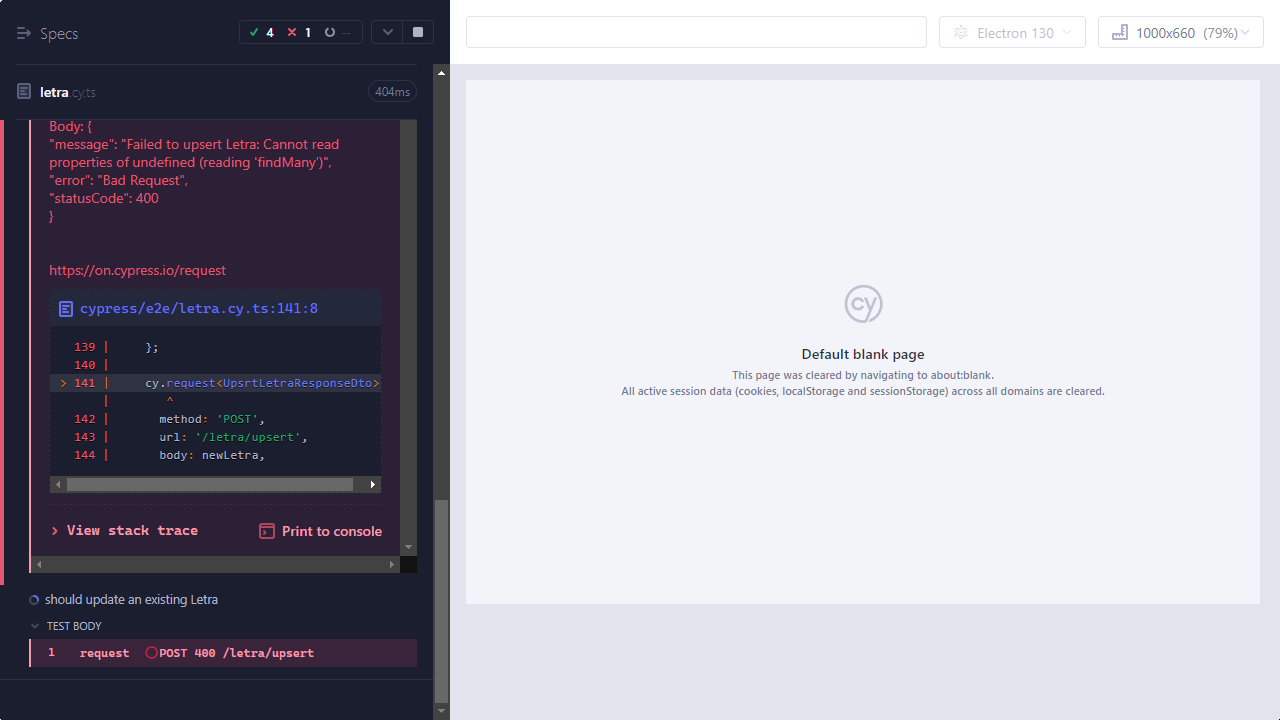 Specs
4 1 --
Electron 130
1000x660 (79%)
letra.cy.ts
404ms
Body: {
"message": "Failed to upsert Letra: Cannot read
properties of undefined (reading 'findMany')",
"error": "Bad Request",
"statusCode": 400
}
https://on.cypress.io/request
cypress/e2e/letra.cy.ts:141:8
139 | };
140 |
> 141 | cy.request<UpsrtLetraResponseDto>
| ^
142 | method: 'POST',
143 | url: '/letra/upsert',
144 | body: newLetra,
View stack trace
Print to console
should update an existing Letra
TEST BODY
1 request POST 400 /letra/upsert
cy
Default blank page
This page was cleared by navigating to about:blank.
All active session data (cookies, localStorage and sessionStorage) across all domains are cleared.